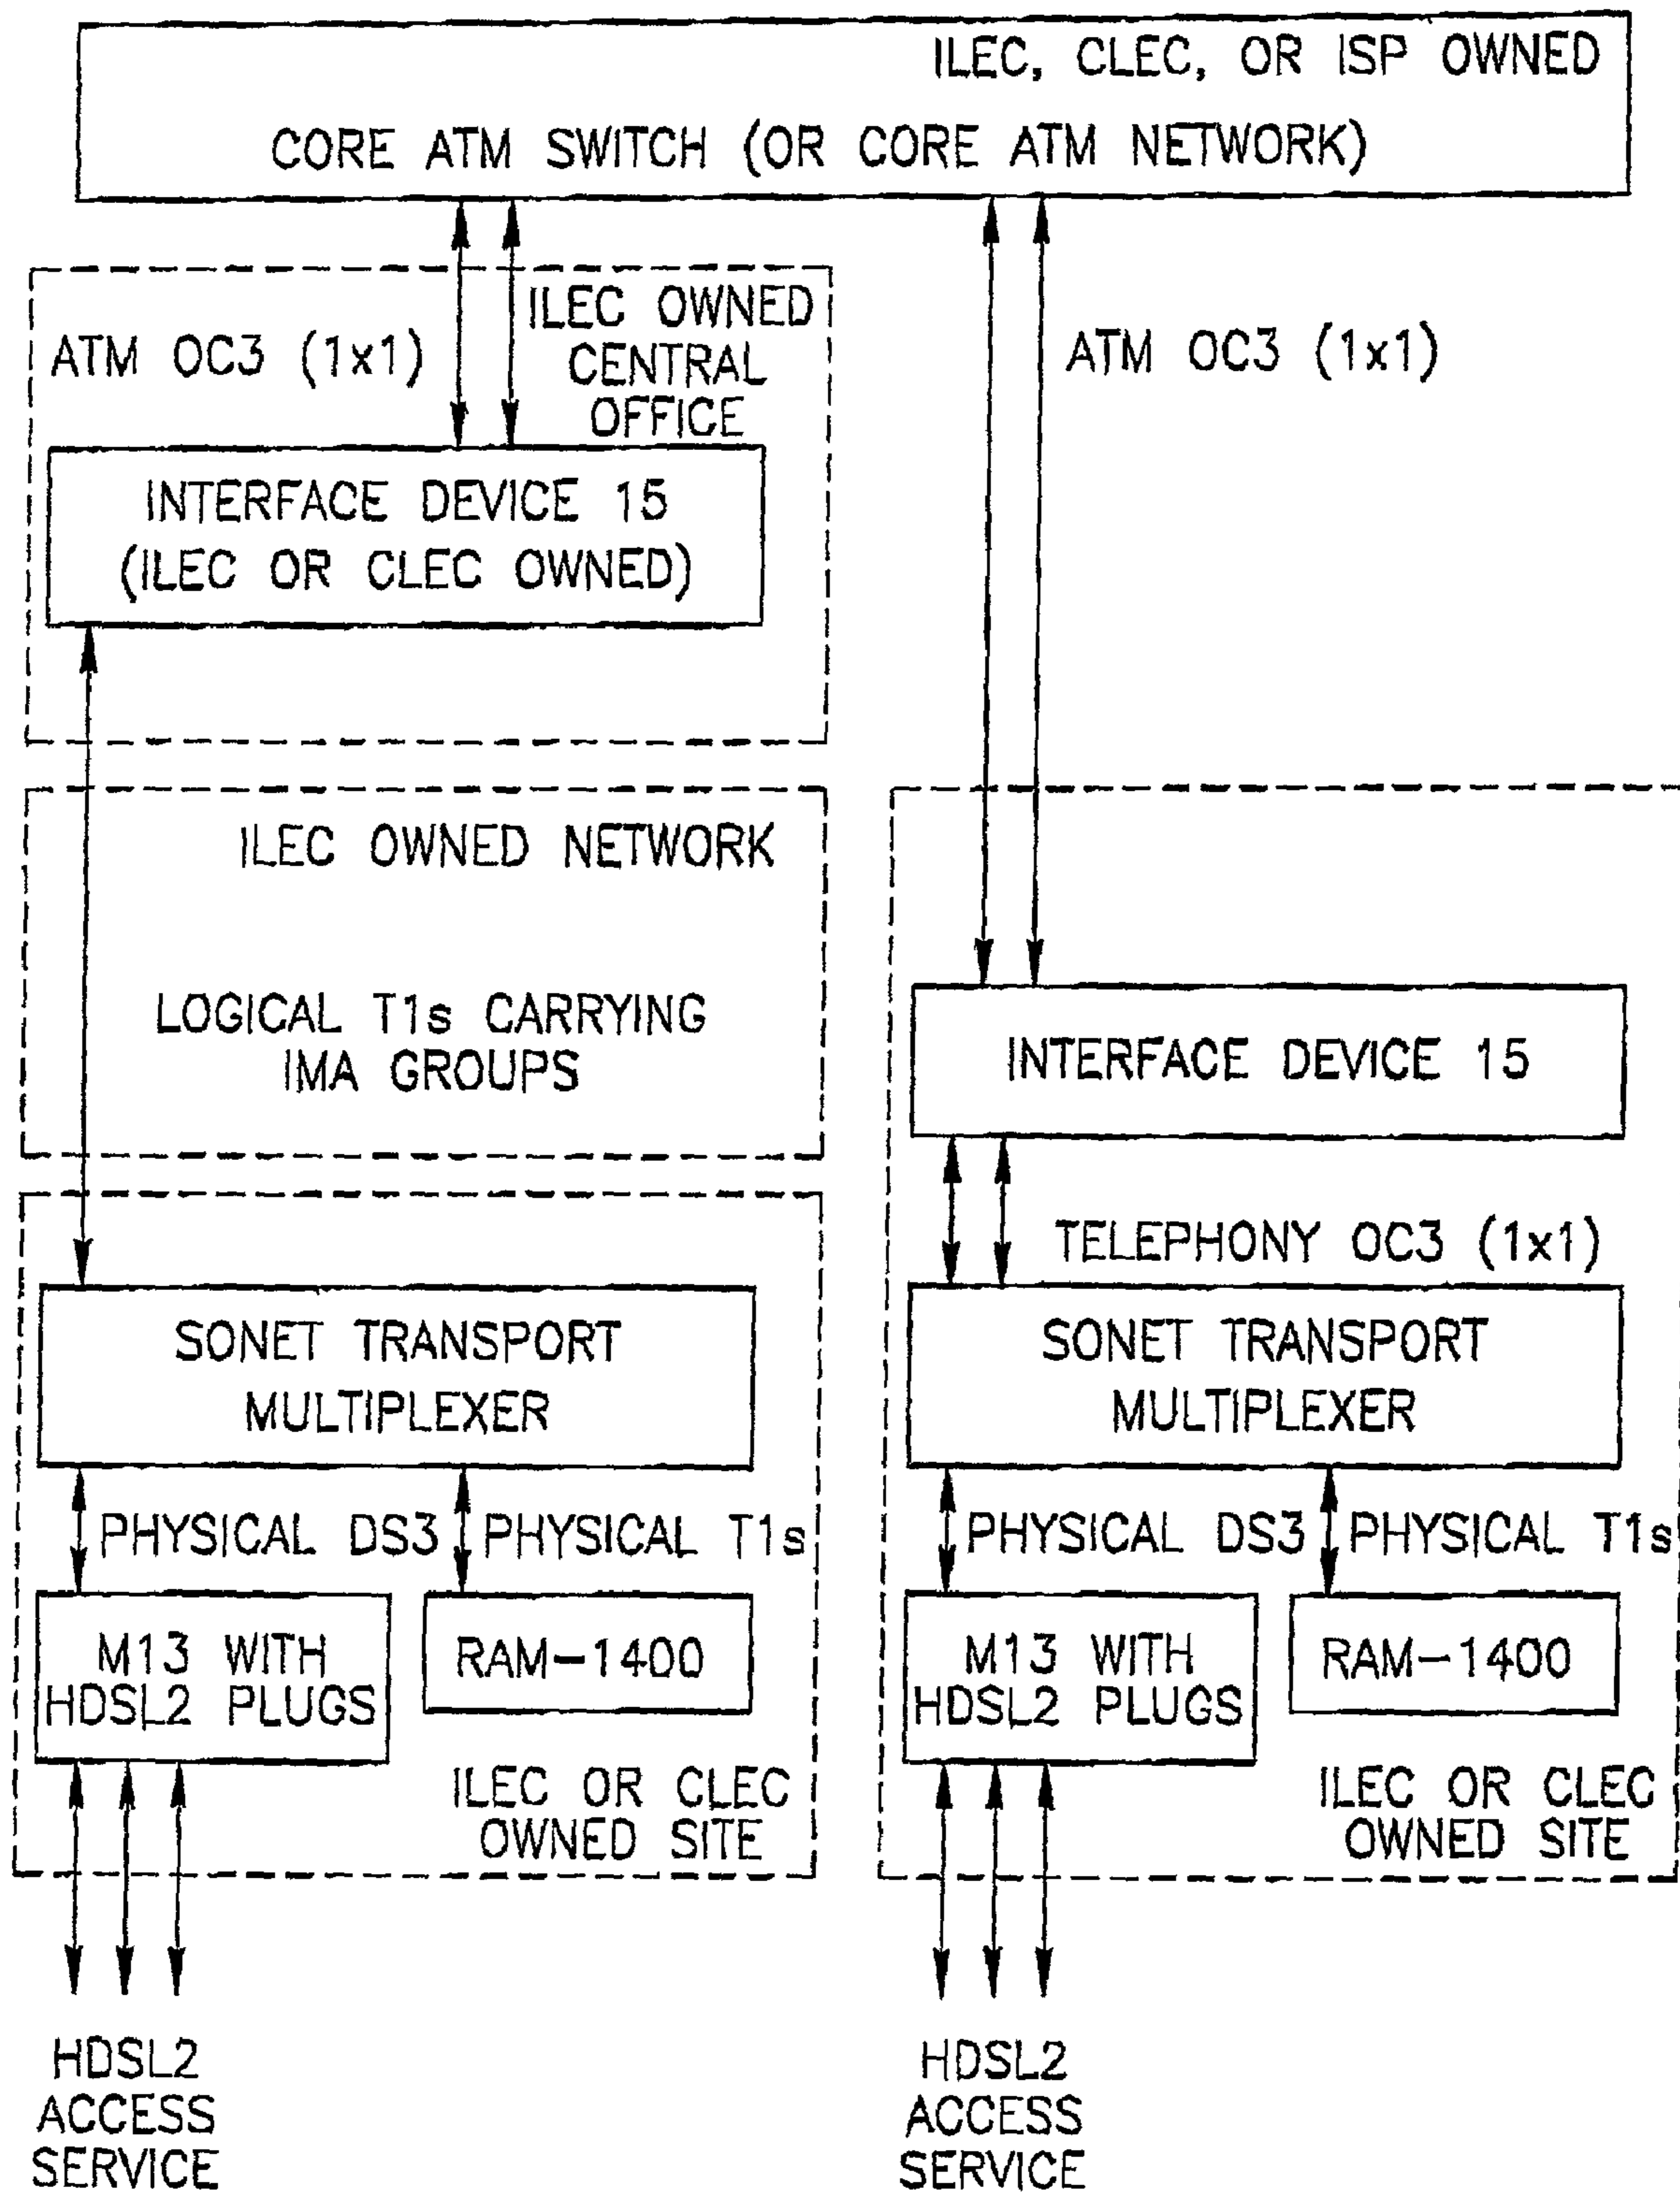 ILEC, CLEC, OR ISP OWNED
CORE ATM SWITCH (OR CORE ATM NETWORK)
ATM OC3 (1x1)
ILEC OWNED
CENTRAL
OFFICE
INTERFACE DEVICE 15
(ILEC OR CLEC OWNED)
ILEC OWNED NETWORK
LOGICAL T1s CARRYING
IMA GROUPS
SONET TRANSPORT
MULTIPLEXER
PHYSICAL DS3
PHYSICAL T1s
M13 WITH
HDSL2 PLUGS
RAM-1400
ILEC OR CLEC
OWNED SITE
HDSL2
ACCESS
SERVICE
ATM OC3 (1x1)
INTERFACE DEVICE 15
TELEPHONY OC3 (1x1)
SONET TRANSPORT
MULTIPLEXER
PHYSICAL DS3
PHYSICAL T1s
M13 WITH
HDSL2 PLUGS
RAM-1400
ILEC OR CLEC
OWNED SITE
HDSL2
ACCESS
SERVICE